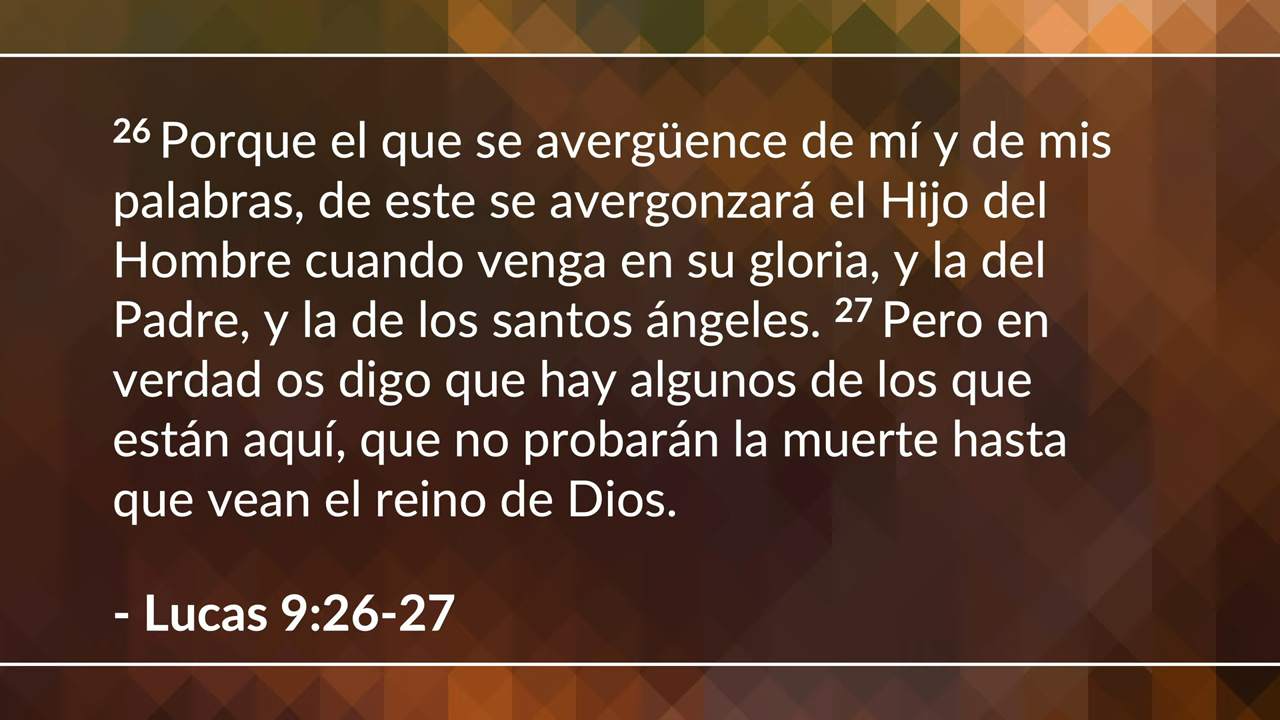 26 Porque el que se avergüence de mí y de mis
palabras, de este se avergonzará el Hijo del
Hombre cuando venga en su gloria, y la del
Padre, y la de los santos ángeles. 27 Pero en
verdad os digo que hay algunos de los que
están aquí, que no probarán la muerte hasta
que vean el reino de Dios.
- Lucas 9:26-27